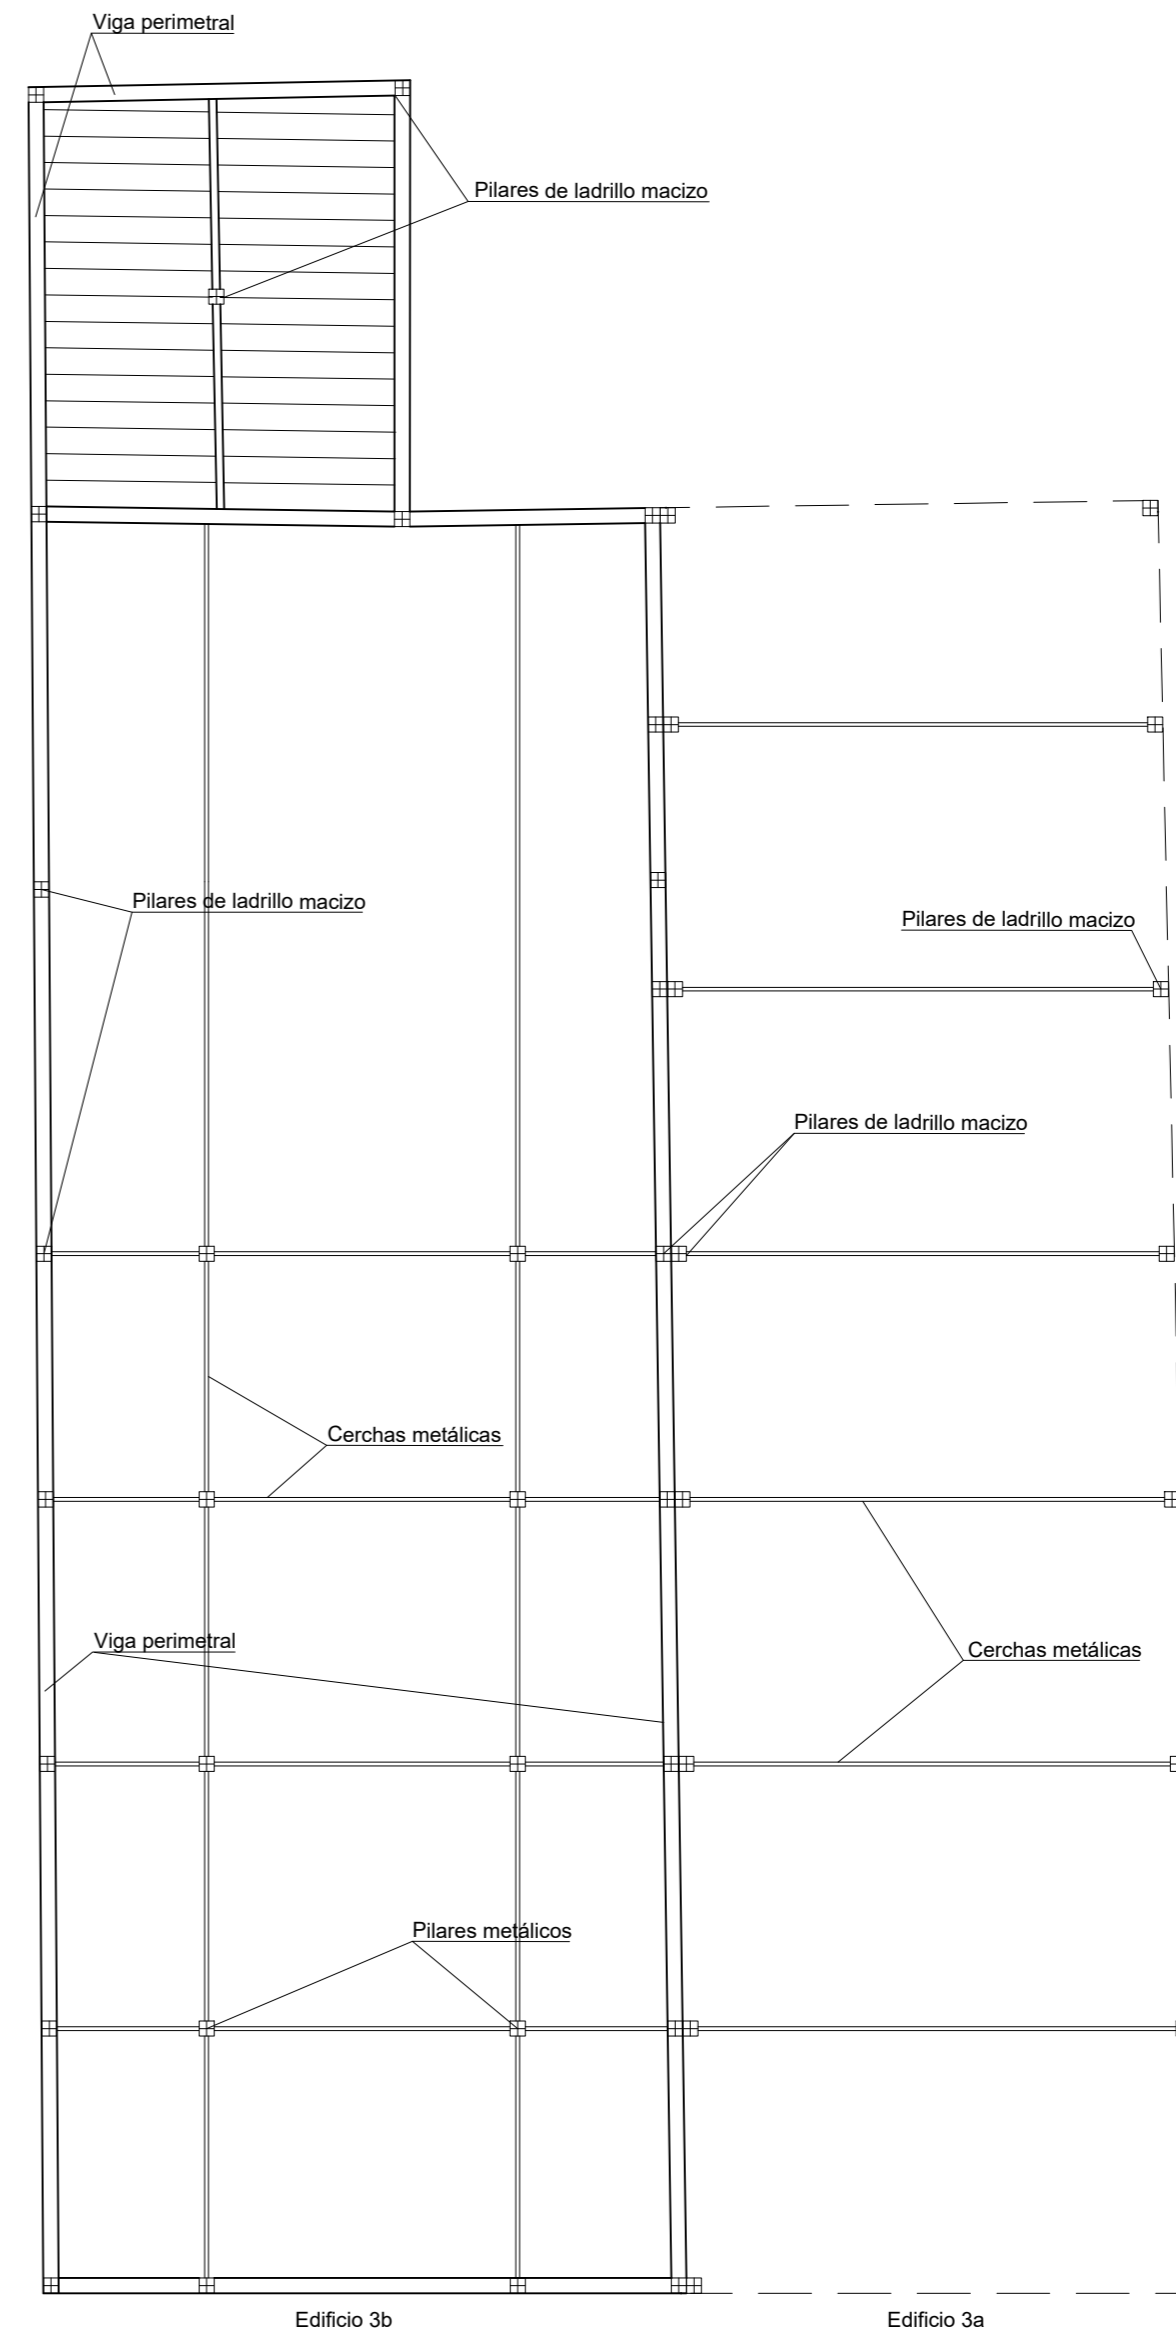 Viga perimetral
Pilares de ladrillo macizo
Pilares de ladrillo macizo
Pilares de ladrillo macizo
Pilares de ladrillo macizo
Cerchas metálicas
Viga perimetral
Cerchas metálicas
Pilares metálicos
Edificio 3b
Edificio 3a